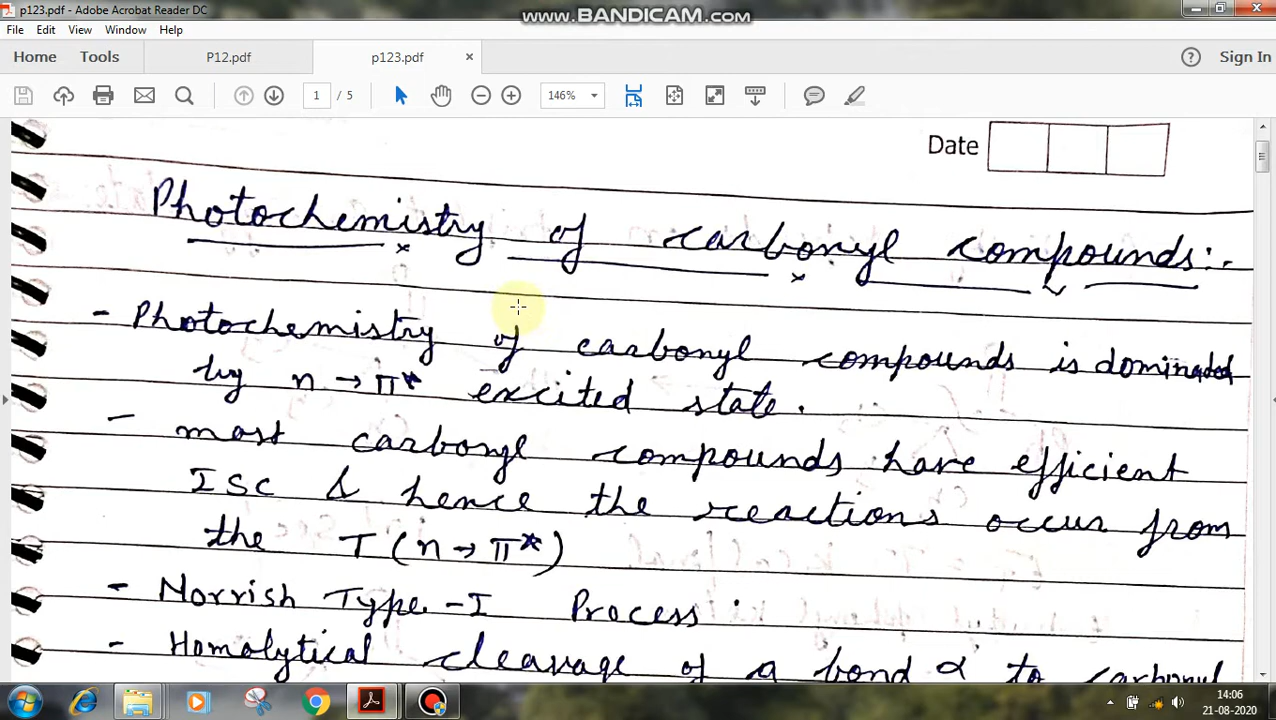 p123.pdf - Adobe Acrobat Reader DC
www.BANDICAM.com
File Edit View Window Help
Home Tools P12.pdf p123.pdf × Sign In
1 / 5 146%
Date
Photochemistry of carbonyl compounds:-
- Photochemistry of carbonyl compounds is dominated
by n → π* excited state.
- most carbonyl compounds have efficient
ISC & hence the reactions occur from
the T (n → π*)
- Norrish Type-I Process:
- Homolytical cleavage of a bond α to carbonyl
14:06
21-08-2020